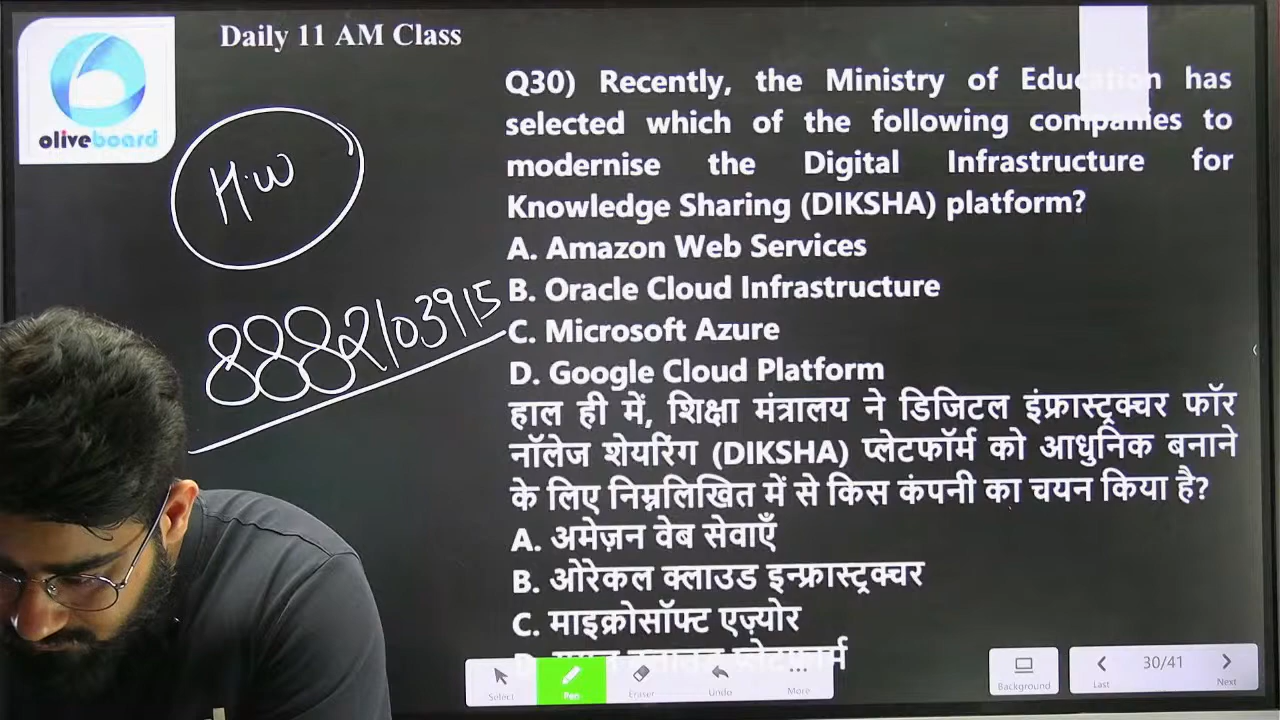 Daily 11 AM Class
oliveboard
H.W
8882103915
Q30) Recently, the Ministry of Education has
selected which of the following companies to
modernise the Digital Infrastructure for
Knowledge Sharing (DIKSHA) platform?
A. Amazon Web Services
B. Oracle Cloud Infrastructure
C. Microsoft Azure
D. Google Cloud Platform
हाल ही में, शिक्षा मंत्रालय ने डिजिटल इंफ्रास्ट्रक्चर फॉर
नॉलेज शेयरिंग (DIKSHA) प्लेटफॉर्म को आधुनिक बनाने
के लिए निम्नलिखित में से किस कंपनी का चयन किया है?
A. अमेज़न वेब सेवाएँ
B. ओरेकल क्लाउड इन्फ्रास्ट्रक्चर
C. माइक्रोसॉफ्ट एज़्योर
D. प्लेटफार्म
Select Pen Eraser Undo More
Background
Last 30/41 Next